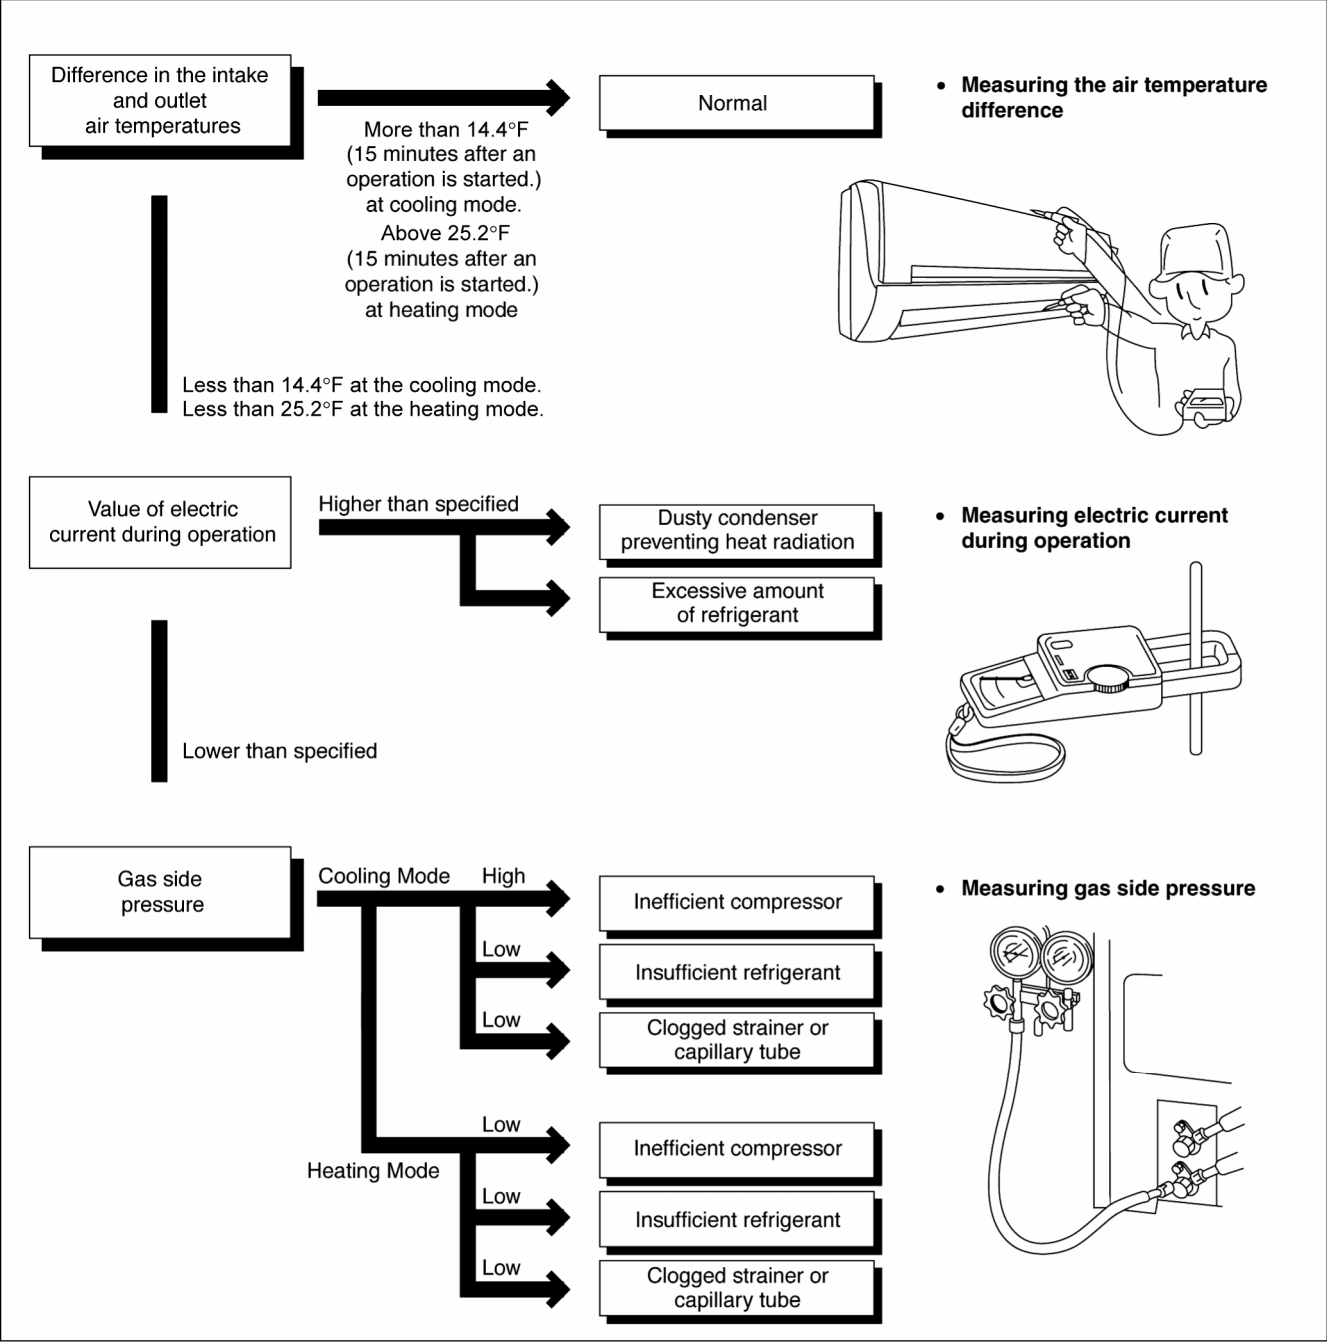 Difference in the intake
and outlet
air temperatures
More than 14.4°F
(15 minutes after an
operation is started.)
at cooling mode.
Above 25.2°F
(15 minutes after an
operation is started.)
at heating mode
Normal
• Measuring the air temperature
difference
Less than 14.4°F at the cooling mode.
Less than 25.2°F at the heating mode.
Value of electric
current during operation
Higher than specified
Dusty condenser
preventing heat radiation
Excessive amount
of refrigerant
• Measuring electric current
during operation
Lower than specified
Gas side
pressure
Cooling Mode
High
Inefficient compressor
Low
Insufficient refrigerant
Low
Clogged strainer or
capillary tube
• Measuring gas side pressure
Heating Mode
Low
Inefficient compressor
Low
Insufficient refrigerant
Low
Clogged strainer or
capillary tube